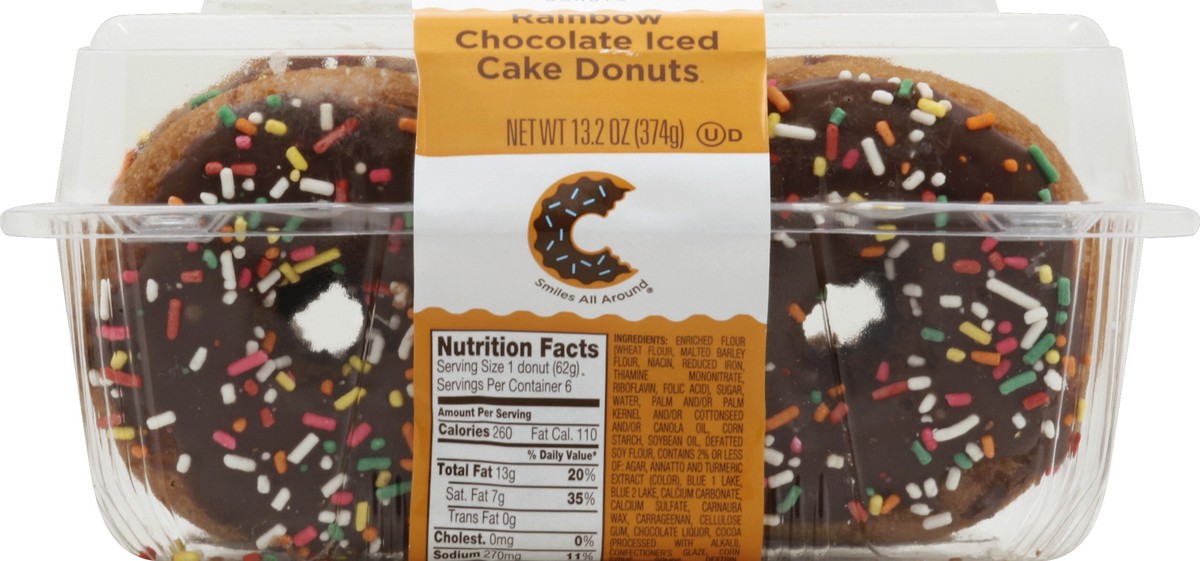 Rainbow
Chocolate Iced
Cake Donuts
NET WT 13.2 OZ (374g) U D
Smiles All Around®
Nutrition Facts
Serving Size 1 donut (62g)
Servings Per Container 6
Amount Per Serving
Calories 260 Fat Cal. 110
% Daily Value*
Total Fat 13g 20%
Sat. Fat 7g 35%
Trans Fat 0g
Cholest. 0mg 0%
Sodium 270mg 11%
INGREDIENTS: ENRICHED FLOUR
(WHEAT FLOUR, MALTED BARLEY
FLOUR, NIACIN, REDUCED IRON,
THIAMINE MONONITRATE,
RIBOFLAVIN, FOLIC ACID), SUGAR,
WATER, PALM AND/OR PALM
KERNEL AND/OR COTTONSEED
AND/OR CANOLA OIL, CORN
STARCH, SOYBEAN OIL, DEFATTED
SOY FLOUR, CONTAINS 2% OR LESS
OF: AGAR, ANNATTO AND TURMERIC
EXTRACT (COLOR), BLUE 1 LAKE,
BLUE 2 LAKE, CALCIUM CARBONATE,
CALCIUM SULFATE, CARNAUBA
WAX, CARRAGEENAN, CELLULOSE
GUM, CHOCOLATE LIQUOR, COCOA
(PROCESSED WITH ALKALI),
CONFECTIONER'S GLAZE, CORN